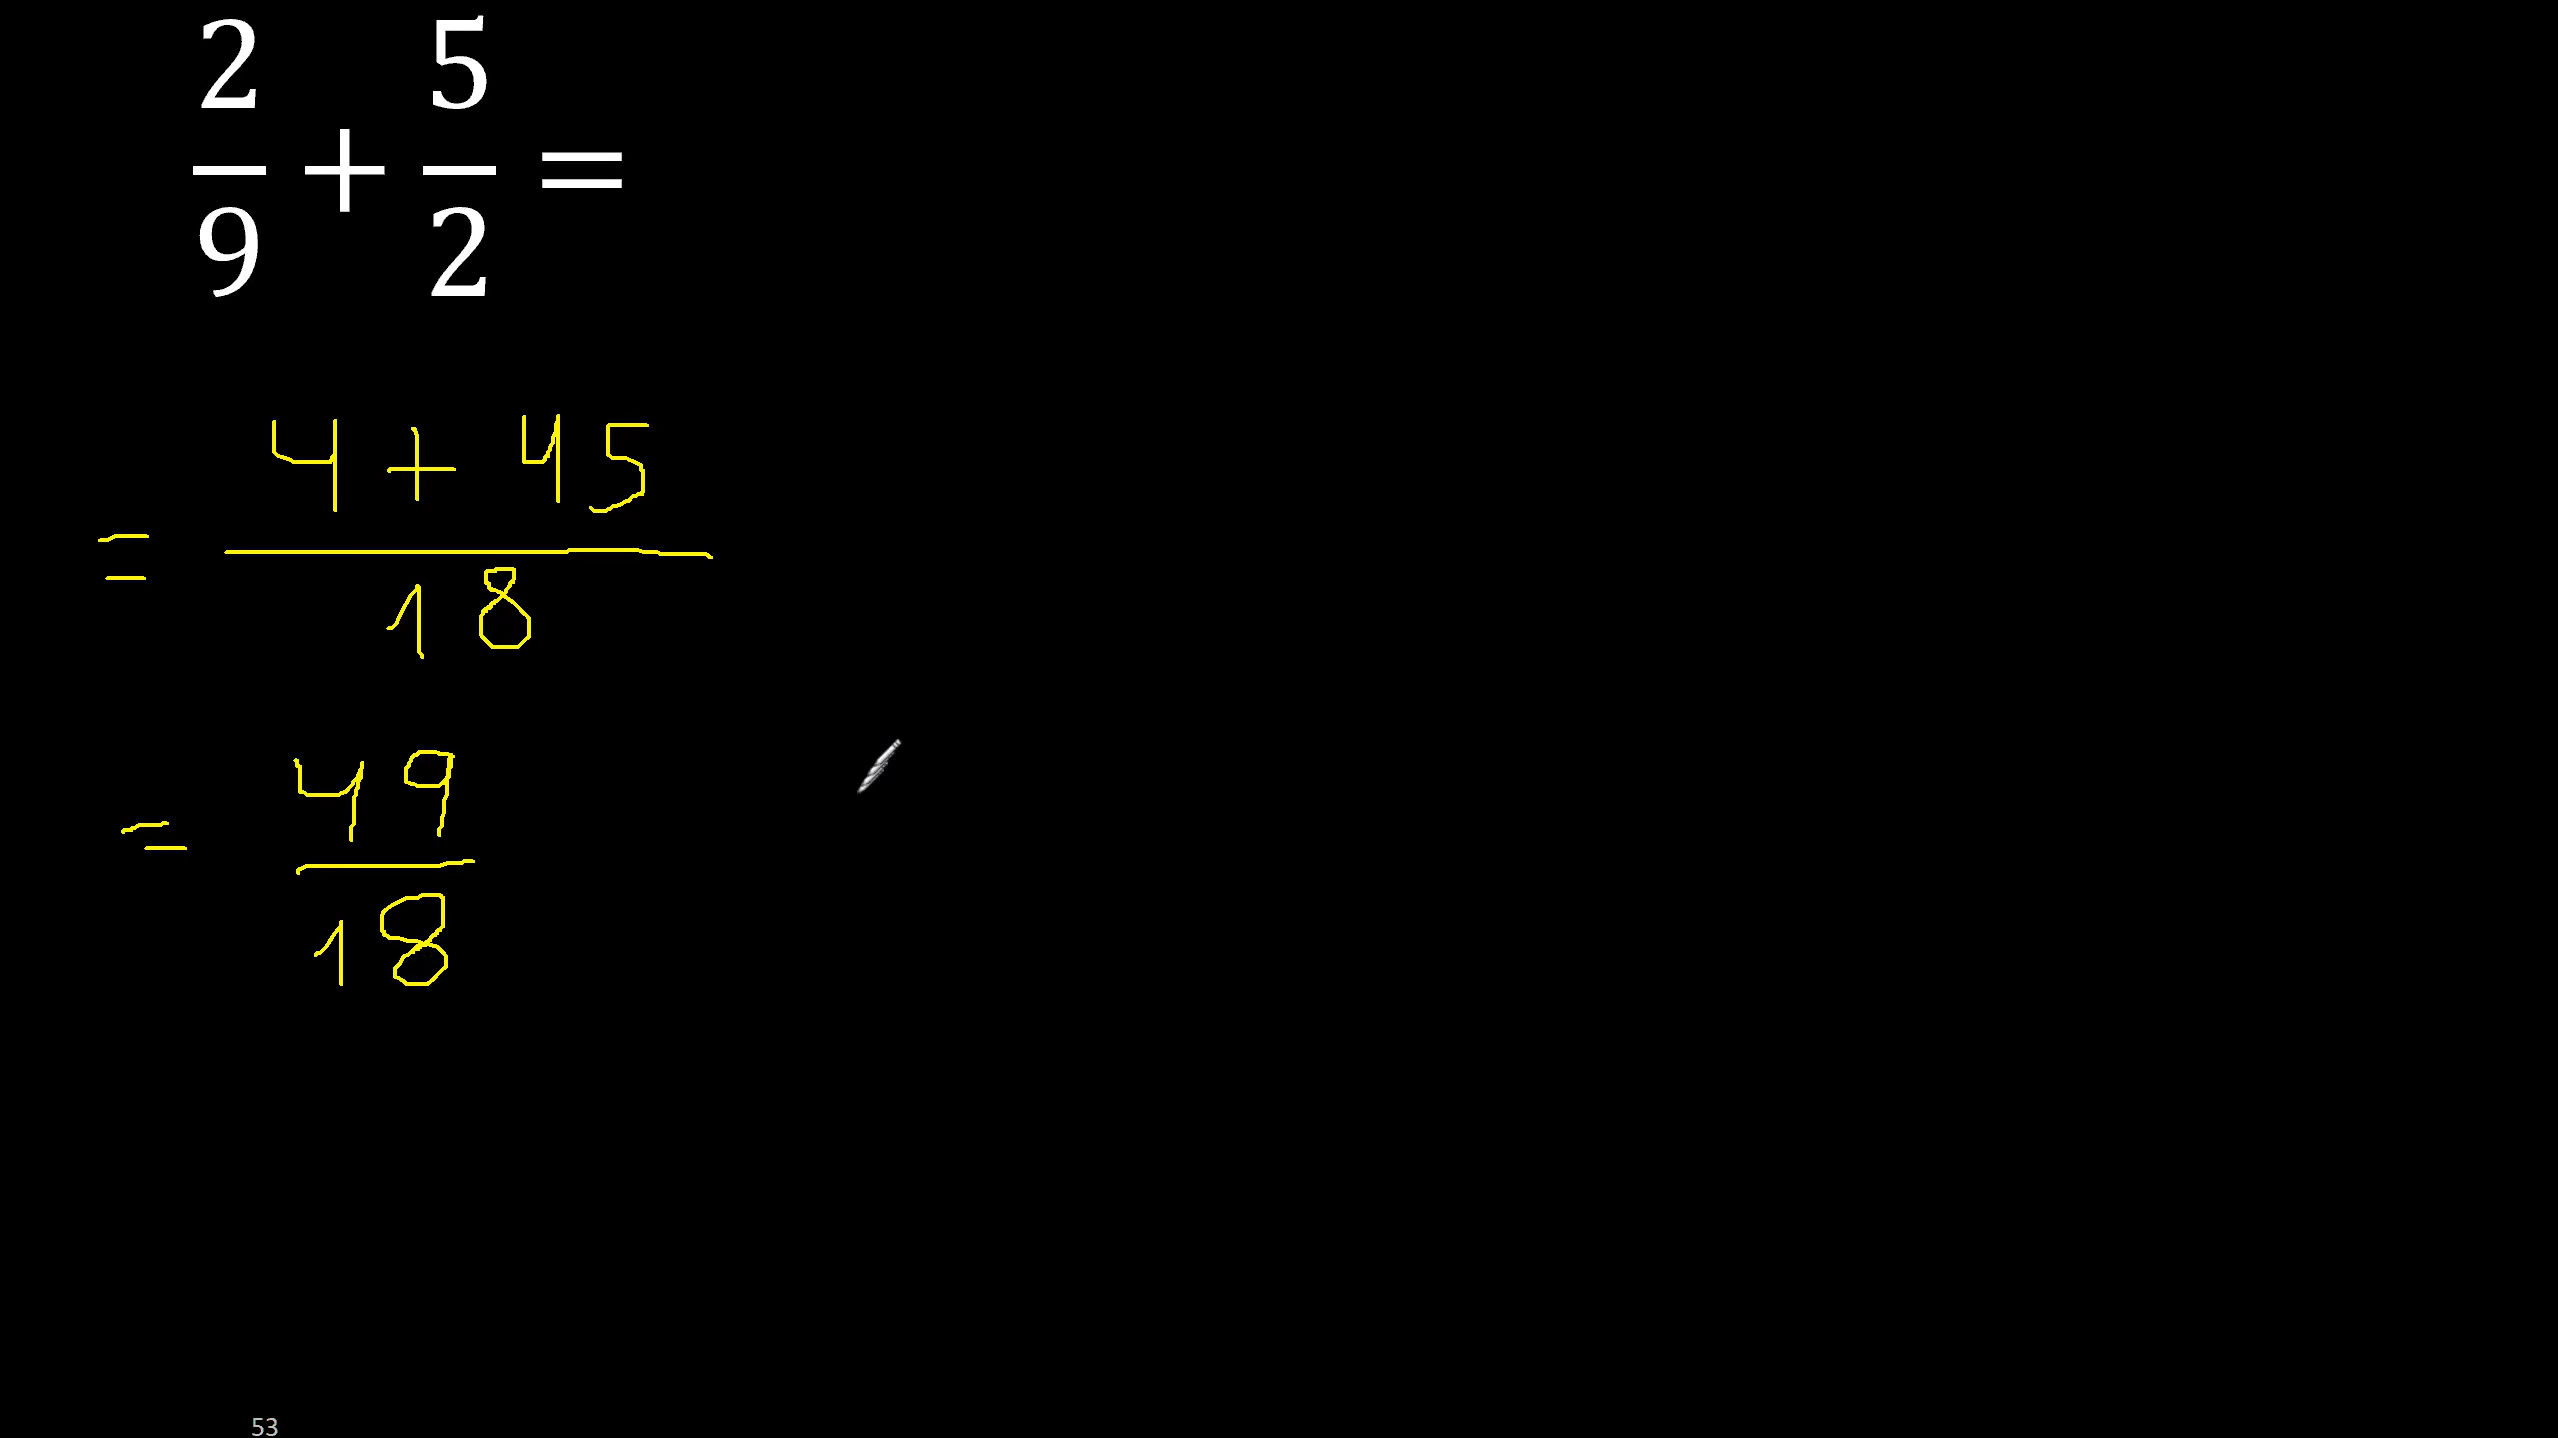 2/9 + 5/2 =
= (4 + 45)/18
= 49/18
53